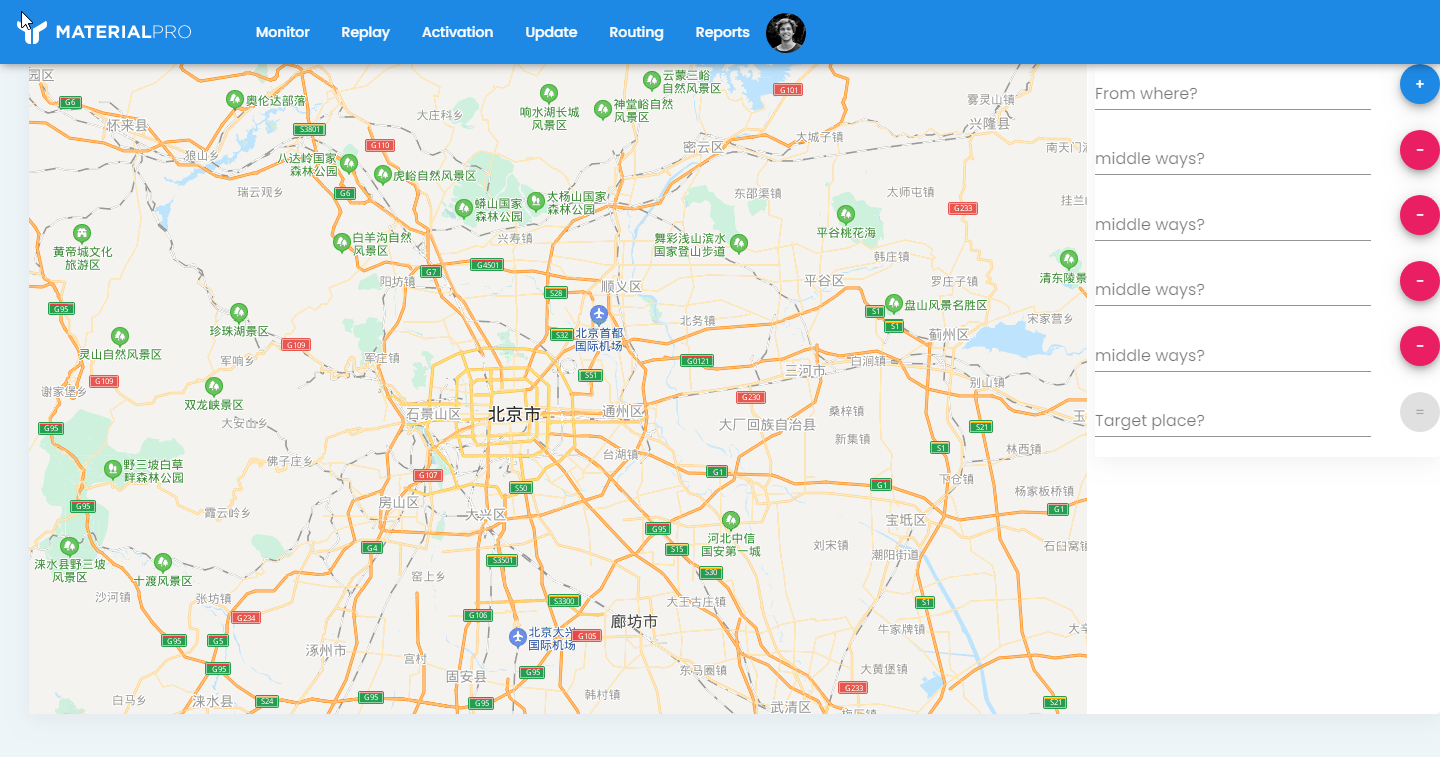 MATERIALPRO
Monitor
Replay
Activation
Update
Routing
Reports
园区
G6
怀来县
奥伦达部落
S3801
大庄科乡
响水湖长城
风景区
云蒙三峪
自然风景区
神堂峪自然
风景区
G101
雾灵山镇
兴隆县
狼山乡
八达岭国家
森林公园
G110
密云区
大城子镇
南天门
瑞云观乡
G6
虎峪自然风景区
蟒山国家
森林公园
大杨山国家
森林公园
东邵渠镇
大师屯镇
G233
挂兰
黄帝城文化
旅游区
白羊沟自然
风景区
兴寿镇
舞彩浅山滨水
国家登山步道
平谷桃花海
韩庄镇
清东陵景
G7
G4501
阳坊镇
S28
顺义区
平谷区
罗庄子镇
G95
珍珠湖景区
北京首都
国际机场
北务镇
S1
盘山风景名胜区
S1
宋家营乡
灵山自然风景区
G109
S32
蓟州区
军响乡
军庄镇
G0121
白涧镇
谢家堡乡
G109
S51
三河市
别山镇
双龙峡景区
G230
石景山区
北京市
通州区
桑梓镇
玉
大安山乡
G95
大厂回族自治县
S21
新集镇
S1
林西镇
佛子庄乡
台湖镇
野三坡白草
畔森林公园
G107
G1
下仓镇
G1
杨家板桥镇
S50
G95
房山区
大兴区
霞云岭乡
G1
宝坻区
G95
河北中信
国安第一城
刘宋镇
石臼窝镇
涞水县野三坡
风景区
G4
S15
潮阳街道
S3501
十渡风景区
窑上乡
S30
沙河镇
张坊镇
S3300
大王古庄镇
S1
G234
G106
廊坊市
牛家牌镇
北京大兴
国际机场
G105
G95
G5
涿州市
宫村
大黄堡镇
G95
固安县
G95
东马圈镇
白马乡
涞水县
S24
G95
G95
韩村镇
G233
武清区
S21
From where?
+
middle ways?
-
middle ways?
-
middle ways?
-
middle ways?
-
Target place?
=